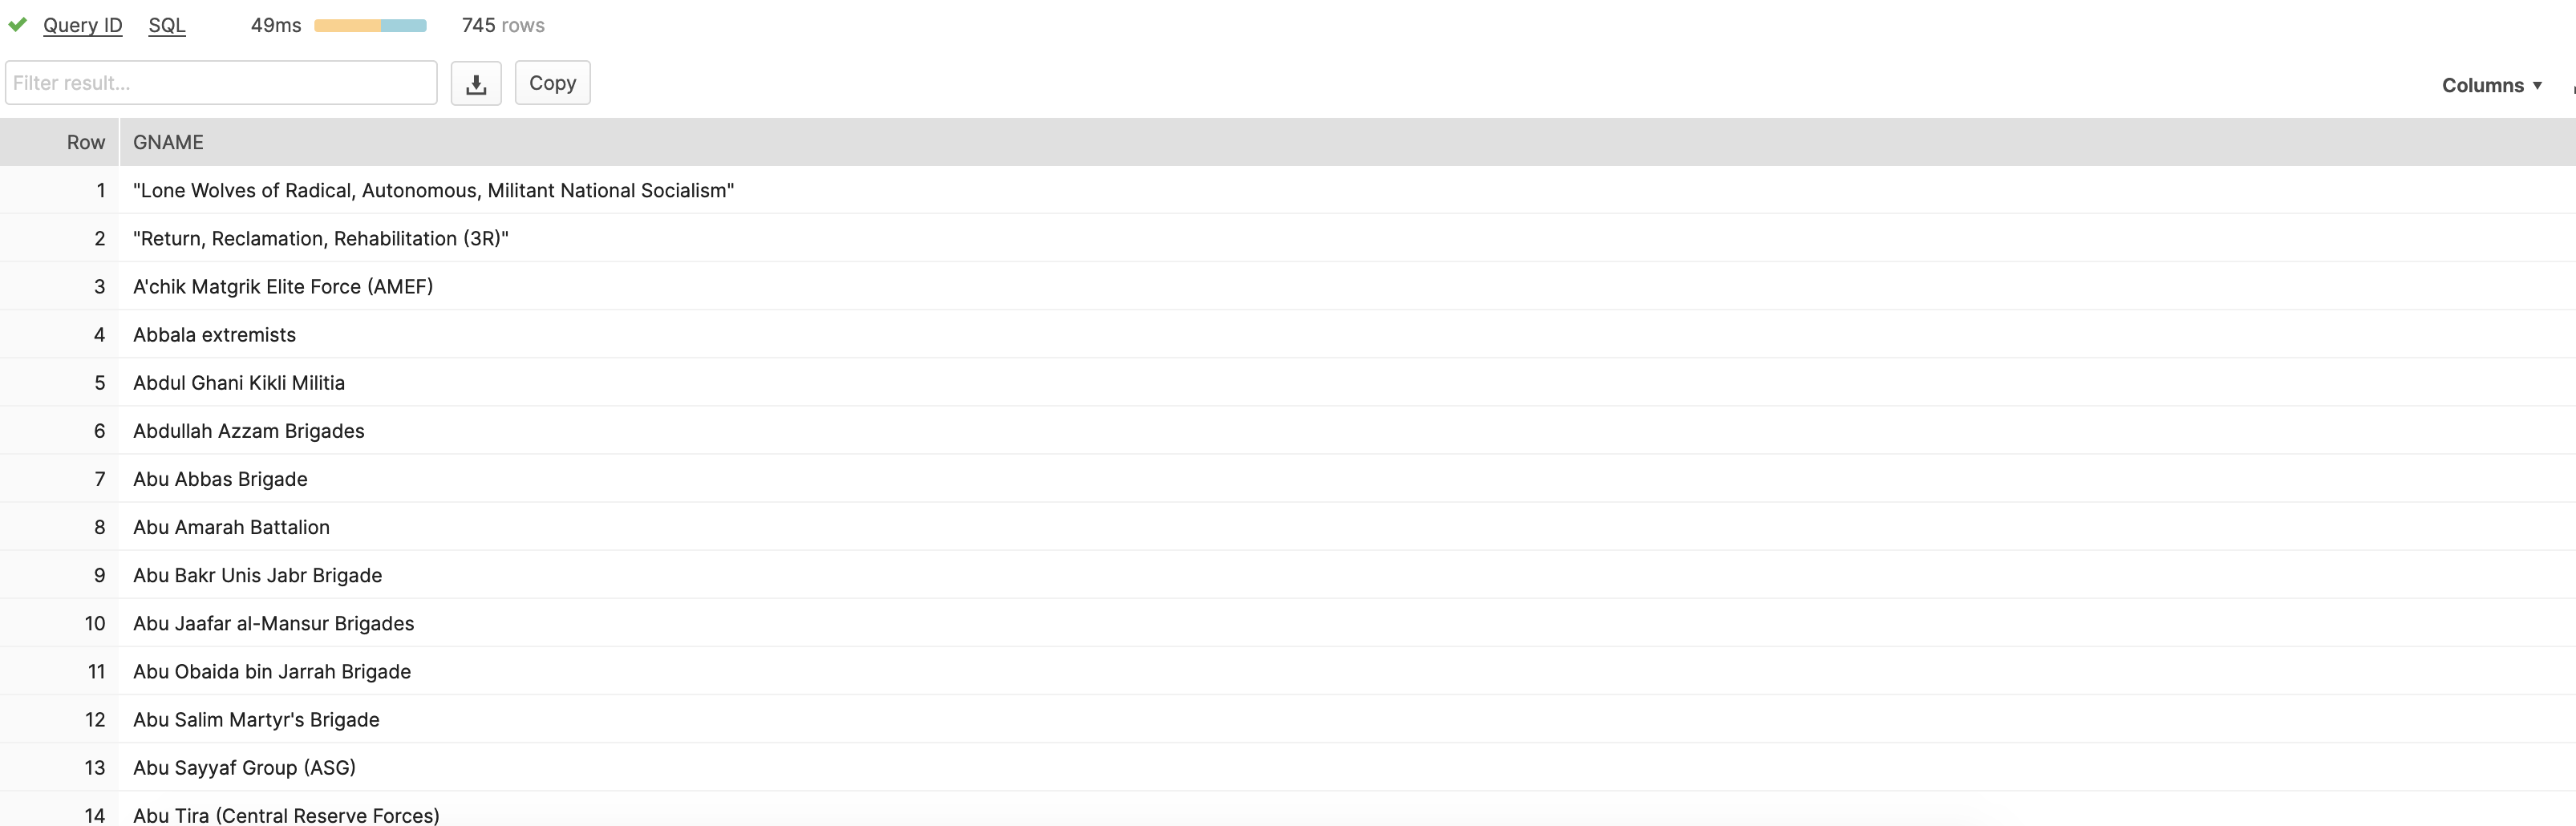 Query ID SQL 49ms 745 rows
Filter result... Copy Columns
Row GNAME
1 "Lone Wolves of Radical, Autonomous, Militant National Socialism"
2 "Return, Reclamation, Rehabilitation (3R)"
3 A'chik Matgrik Elite Force (AMEF)
4 Abbala extremists
5 Abdul Ghani Kikli Militia
6 Abdullah Azzam Brigades
7 Abu Abbas Brigade
8 Abu Amarah Battalion
9 Abu Bakr Unis Jabr Brigade
10 Abu Jaafar al-Mansur Brigades
11 Abu Obaida bin Jarrah Brigade
12 Abu Salim Martyr's Brigade
13 Abu Sayyaf Group (ASG)
14 Abu Tira (Central Reserve Forces)